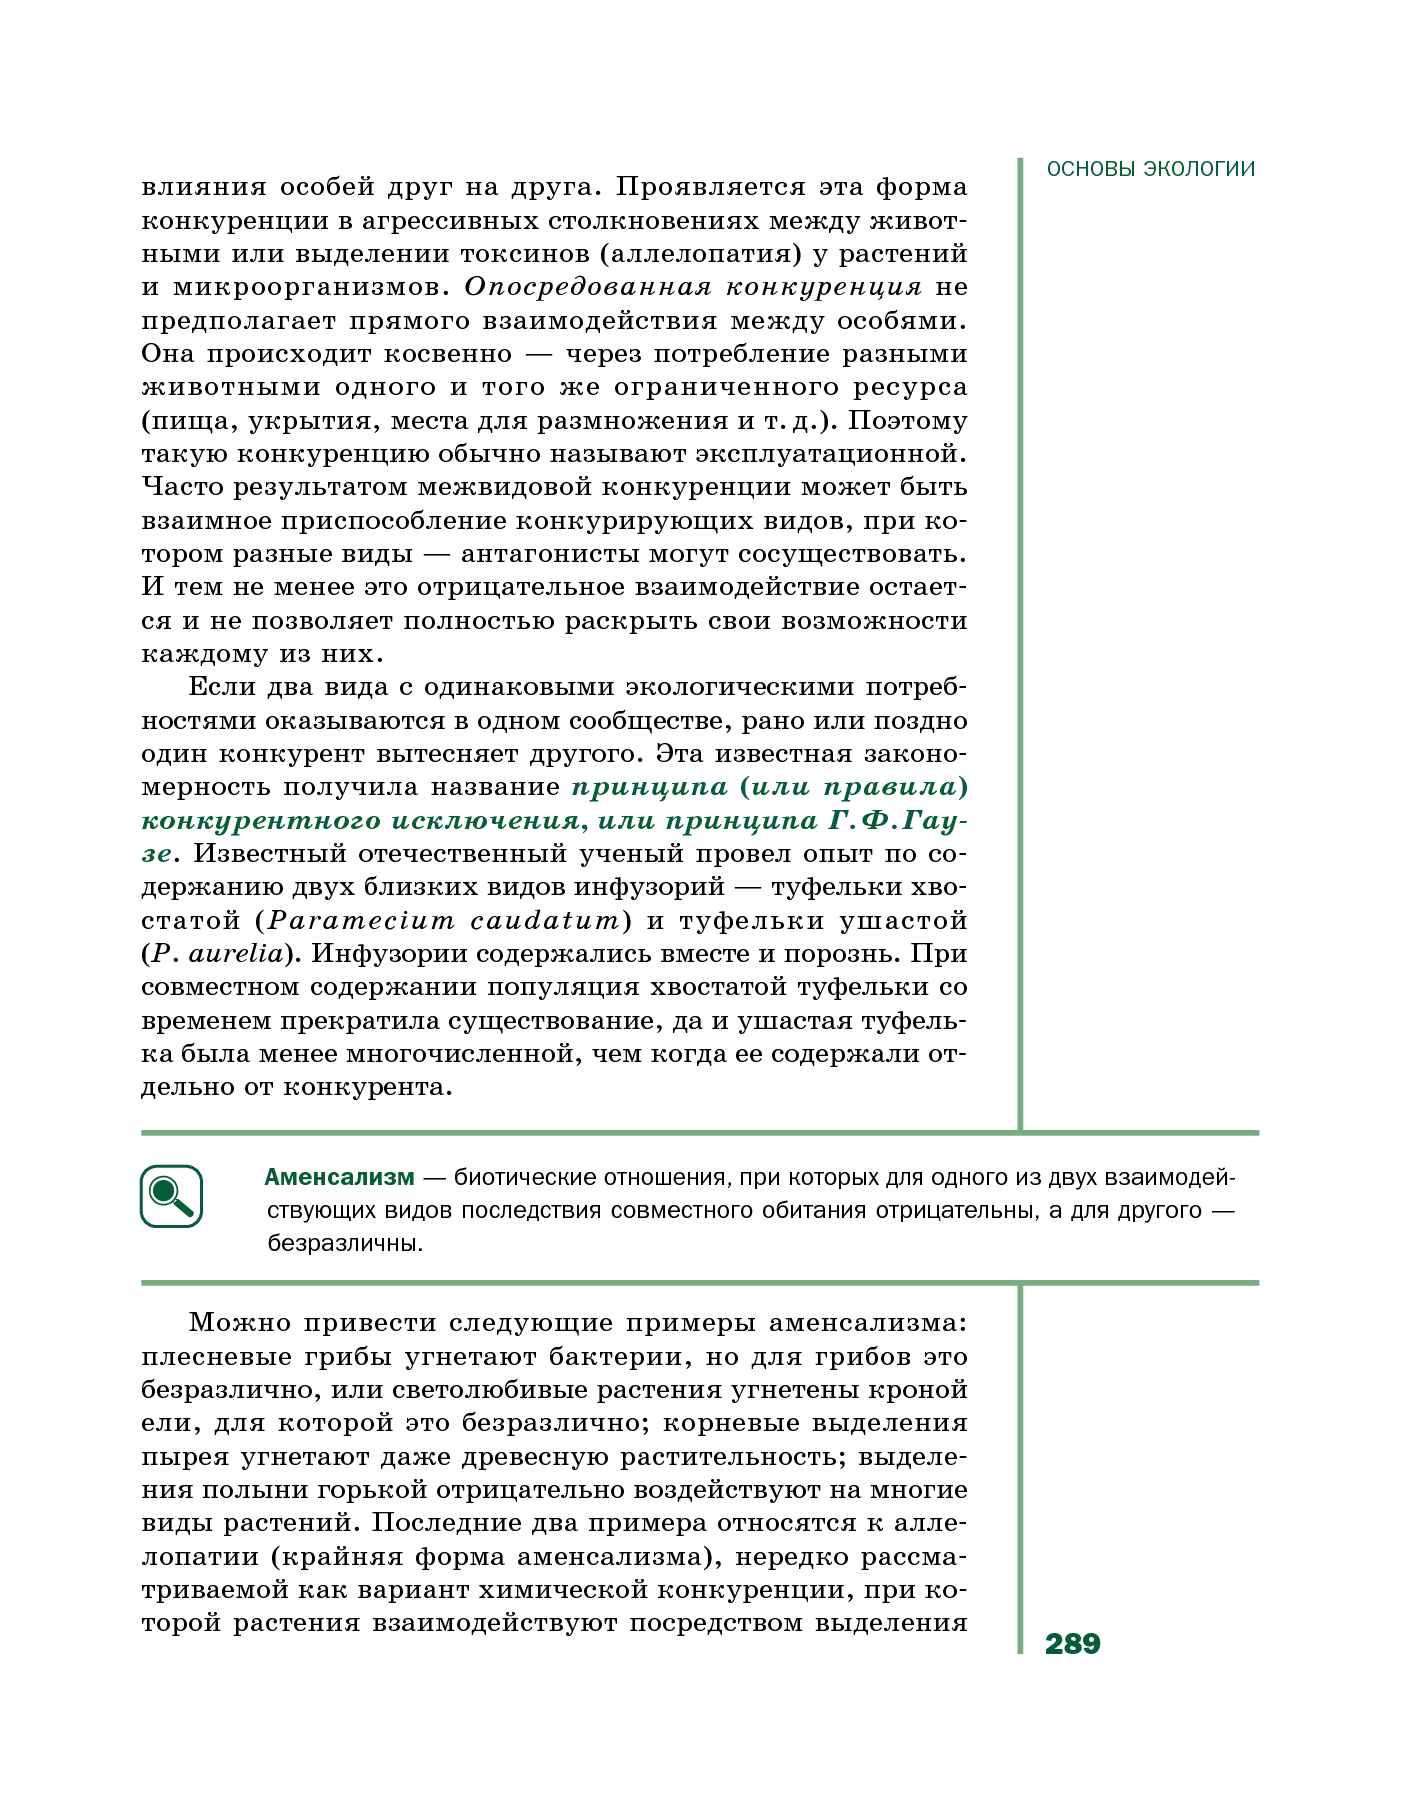 ОСНОВЫ ЭКОЛОГИИ
влияния особей друг на друга. Проявляется эта форма
конкуренции в агрессивных столкновениях между живот-
ными или выделении токсинов (аллелопатия) у растений
и микроорганизмов. Опосредованная конкуренция не
предполагает прямого взаимодействия между особями.
Она происходит косвенно — через потребление разными
животными одного и того же ограниченного ресурса
(пища, укрытия, места для размножения и т. д.). Поэтому
такую конкуренцию обычно называют эксплуатационной.
Часто результатом межвидовой конкуренции может быть
взаимное приспособление конкурирующих видов, при ко-
тором разные виды — антагонисты могут сосуществовать.
И тем не менее это отрицательное взаимодействие остает-
ся и не позволяет полностью раскрыть свои возможности
каждому из них.
Если два вида с одинаковыми экологическими потреб-
ностями оказываются в одном сообществе, рано или поздно
один конкурент вытесняет другого. Эта известная законо-
мерность получила название принципа (или правила)
конкурентного исключения, или принципа Г. Ф. Гау-
зе. Известный отечественный ученый провел опыт по со-
держанию двух близких видов инфузорий — туфельки хво-
статой (Paramecium caudatum) и туфельки ушастой
(P. aurelia). Инфузории содержались вместе и порознь. При
совместном содержании популяция хвостатой туфельки со
временем прекратила существование, да и ушастая туфель-
ка была менее многочисленной, чем когда ее содержали от-
дельно от конкурента.
Аменсализм — биотические отношения, при которых для одного из двух взаимодей-
ствующих видов последствия совместного обитания отрицательны, а для другого —
безразличны.
Можно привести следующие примеры аменсализма:
плесневые грибы угнетают бактерии, но для грибов это
безразлично, или светолюбивые растения угнетены кроной
ели, для которой это безразлично; корневые выделения
пырея угнетают даже древесную растительность; выделе-
ния полыни горькой отрицательно воздействуют на многие
виды растений. Последние два примера относятся к алле-
лопатии (крайняя форма аменсализма), нередко рассма-
триваемой как вариант химической конкуренции, при ко-
торой растения взаимодействуют посредством выделения
289